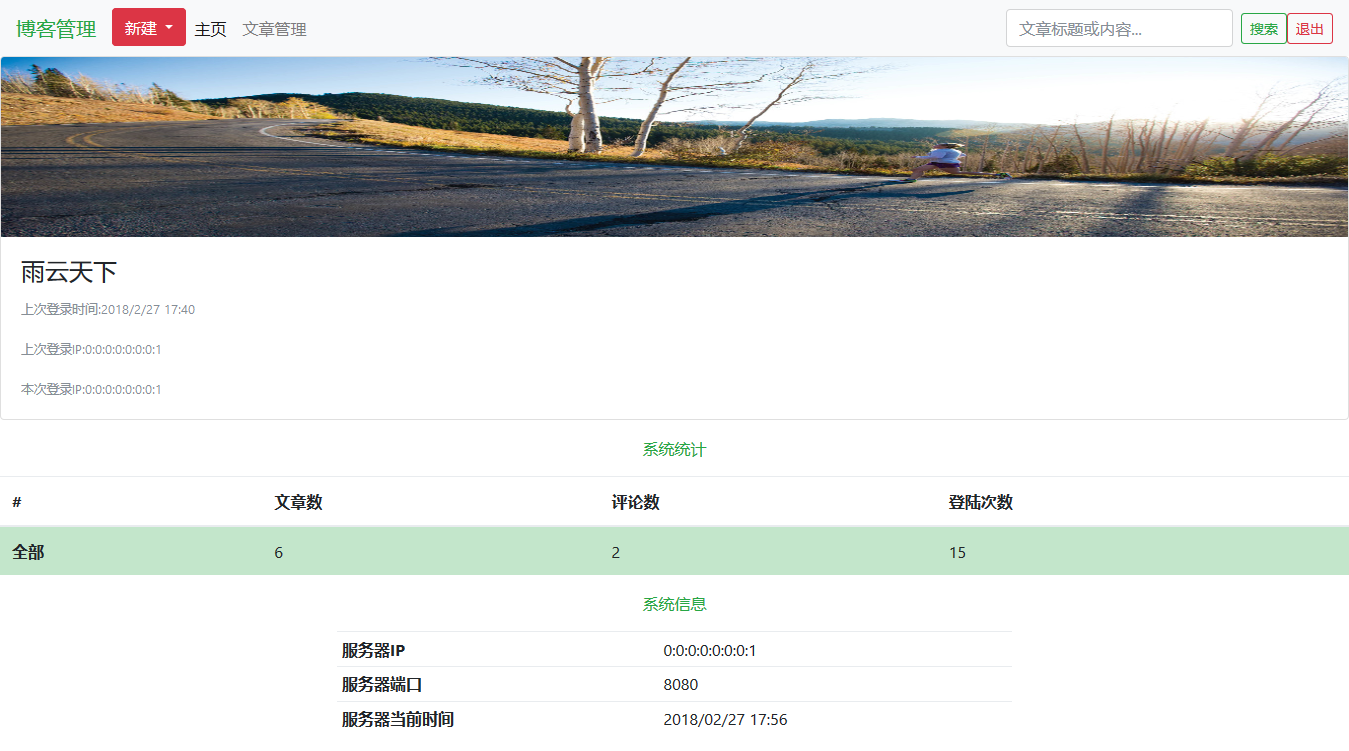 博客管理 新建 主页 文章管理 文章标题或内容... 搜索 退出
雨云天下
上次登录时间:2018/2/27 17:40
上次登录IP:0:0:0:0:0:0:0:1
本次登录IP:0:0:0:0:0:0:0:1
系统统计
# 文章数 评论数 登陆次数
全部 6 2 15
系统信息
服务器IP 0:0:0:0:0:0:0:1
服务器端口 8080
服务器当前时间 2018/02/27 17:56